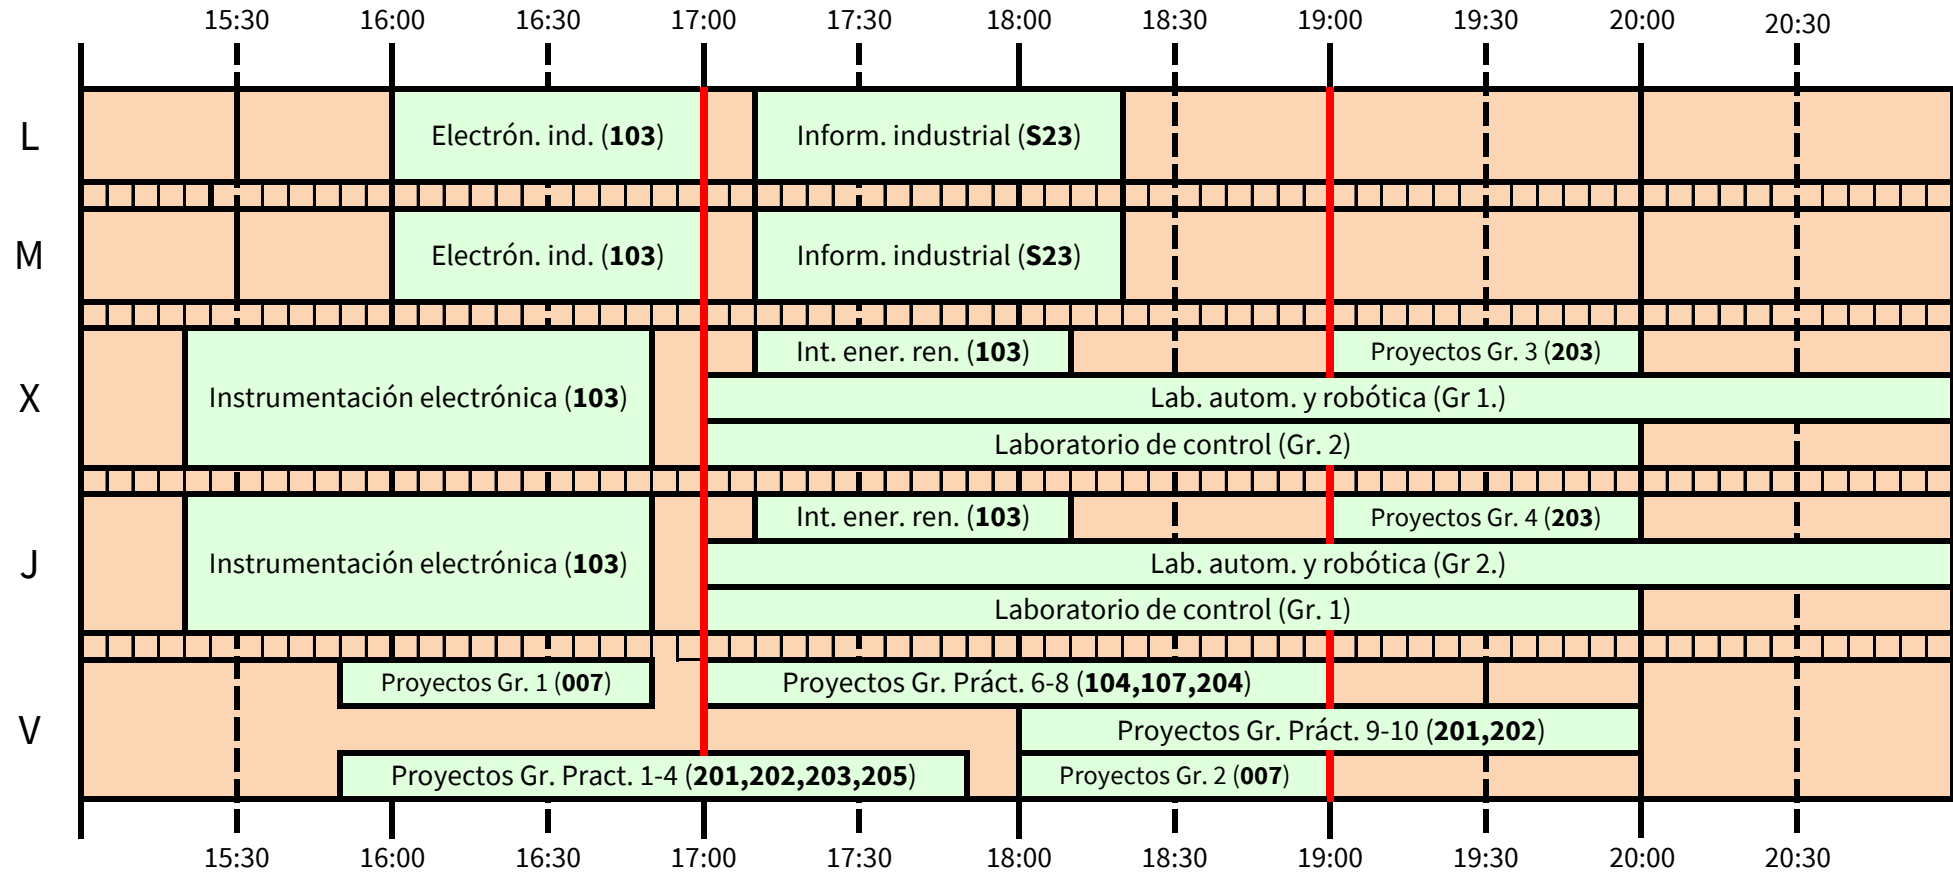 15:30 16:00 16:30 17:00 17:30 18:00 18:30 19:00 19:30 20:00 20:30
L
Electrón. ind. (103)
Inform. industrial (S23)
M
Electrón. ind. (103)
Inform. industrial (S23)
X
Instrumentación electrónica (103)
Int. ener. ren. (103)
Proyectos Gr. 3 (203)
Lab. autom. y robótica (Gr 1.)
Laboratorio de control (Gr. 2)
J
Instrumentación electrónica (103)
Int. ener. ren. (103)
Proyectos Gr. 4 (203)
Lab. autom. y robótica (Gr 2.)
Laboratorio de control (Gr. 1)
V
Proyectos Gr. 1 (007)
Proyectos Gr. Práct. 6-8 (104,107,204)
Proyectos Gr. Práct. 9-10 (201,202)
Proyectos Gr. Pract. 1-4 (201,202,203,205)
Proyectos Gr. 2 (007)
15:30 16:00 16:30 17:00 17:30 18:00 18:30 19:00 19:30 20:00 20:30